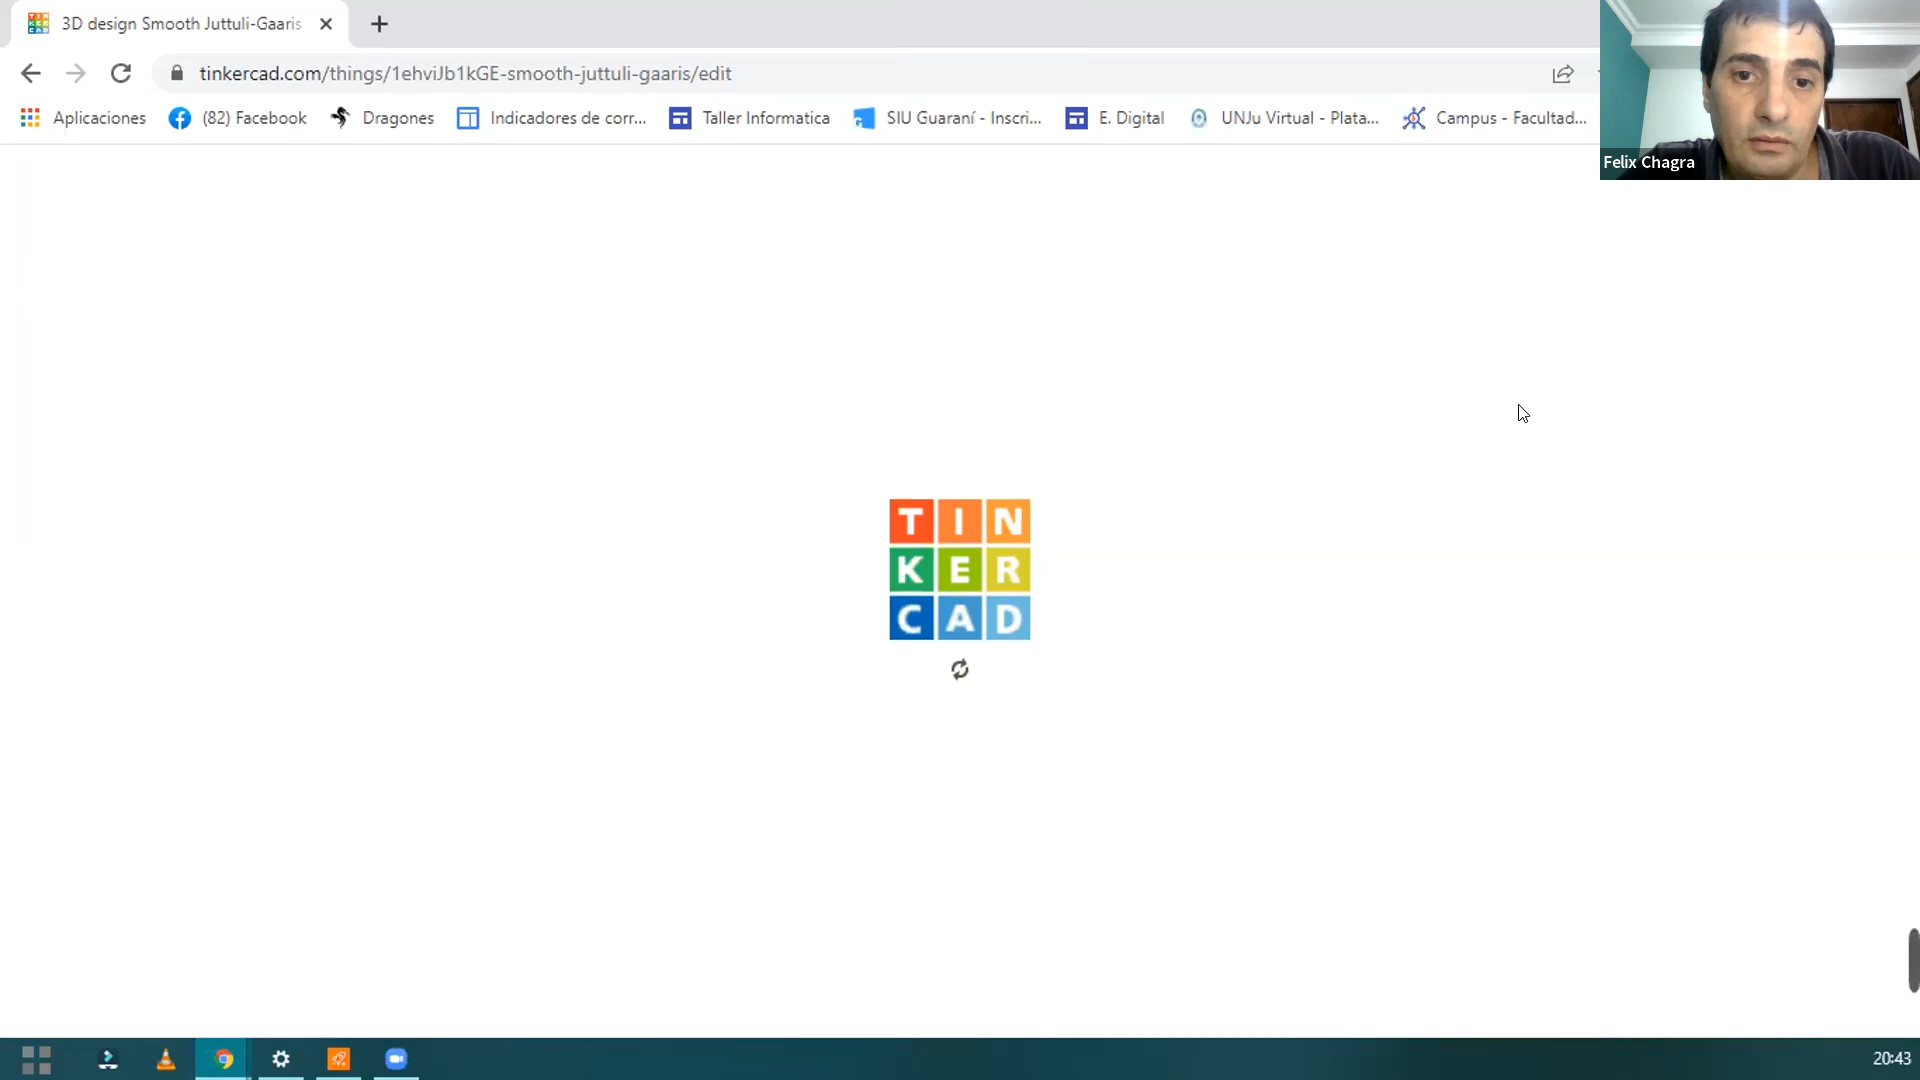 3D design Smooth Juttuli-Gaaris
tinkercad.com/things/1ehviJb1kGE-smooth-juttuli-gaaris/edit
Aplicaciones (82) Facebook Dragones Indicadores de corr... Taller Informatica SIU Guaraní - Inscri... E. Digital UNJu Virtual - Plata... Campus - Facultad...
Felix Chagra
TIN
KER
CAD
20:43